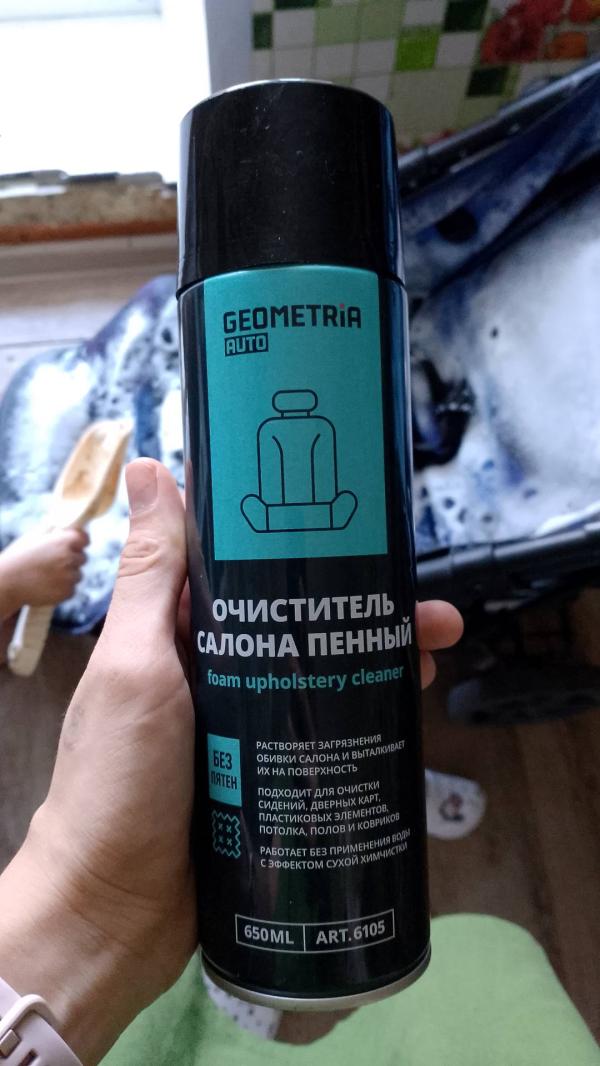 GEOMETRiA
AUTO
ОЧИСТИТЕЛЬ
САЛОНА ПЕННЫЙ
foam upholstery cleaner
БЕЗ
ПЯТЕН
РАСТВОРЯЕТ ЗАГРЯЗНЕНИЯ
ОБИВКИ САЛОНА И ВЫТАЛКИВАЕТ
ИХ НА ПОВЕРХНОСТЬ
ПОДХОДИТ ДЛЯ ОЧИСТКИ
СИДЕНИЙ, ДВЕРНЫХ КАРТ,
ПЛАСТИКОВЫХ ЭЛЕМЕНТОВ,
ПОТОЛКА, ПОЛОВ И КОВРИКОВ
РАБОТАЕТ БЕЗ ПРИМЕНЕНИЯ ВОДЫ
С ЭФФЕКТОМ СУХОЙ ХИМЧИСТКИ
650ML ART.6105